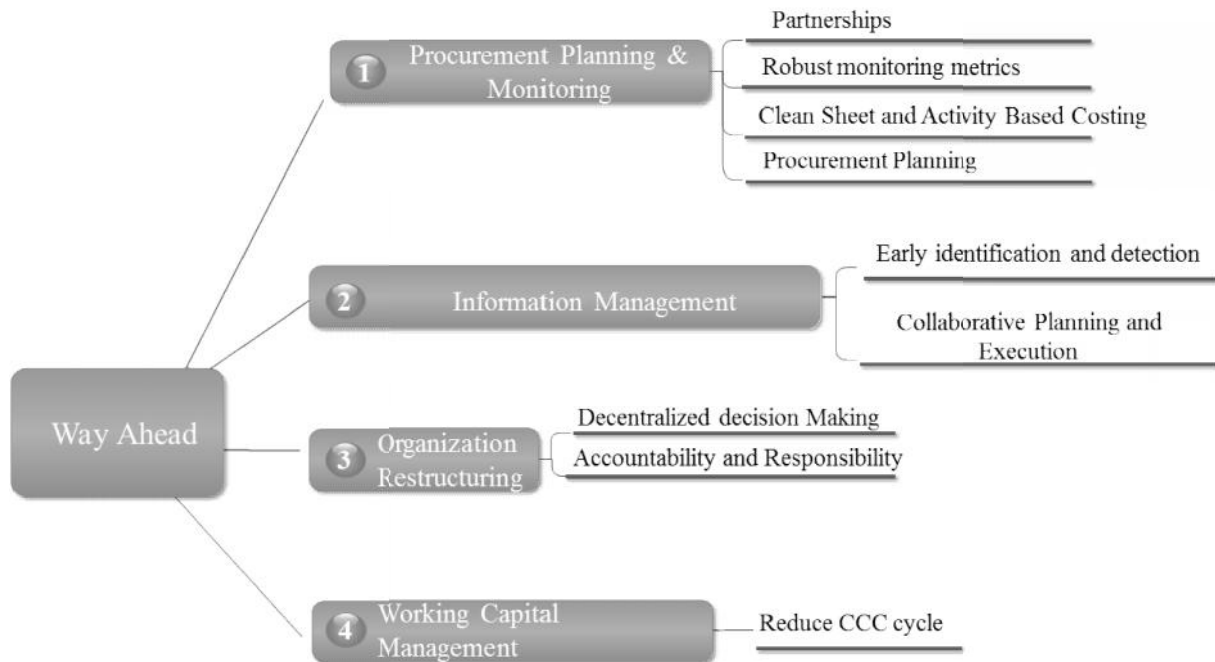 Way Ahead
1
Procurement Planning &
Monitoring
Partnerships
Robust monitoring metrics
Clean Sheet and Activity Based Costing
Procurement Planning
2
Information Management
Early identification and detection
Collaborative Planning and
Execution
3
Organization
Restructuring
Decentralized decision Making
Accountability and Responsibility
4
Working Capital
Management
Reduce CCC cycle